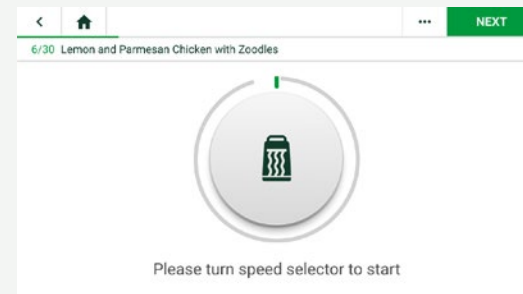 NEXT
6/30 Lemon and Parmesan Chicken with Zoodles
Please turn speed selector to start